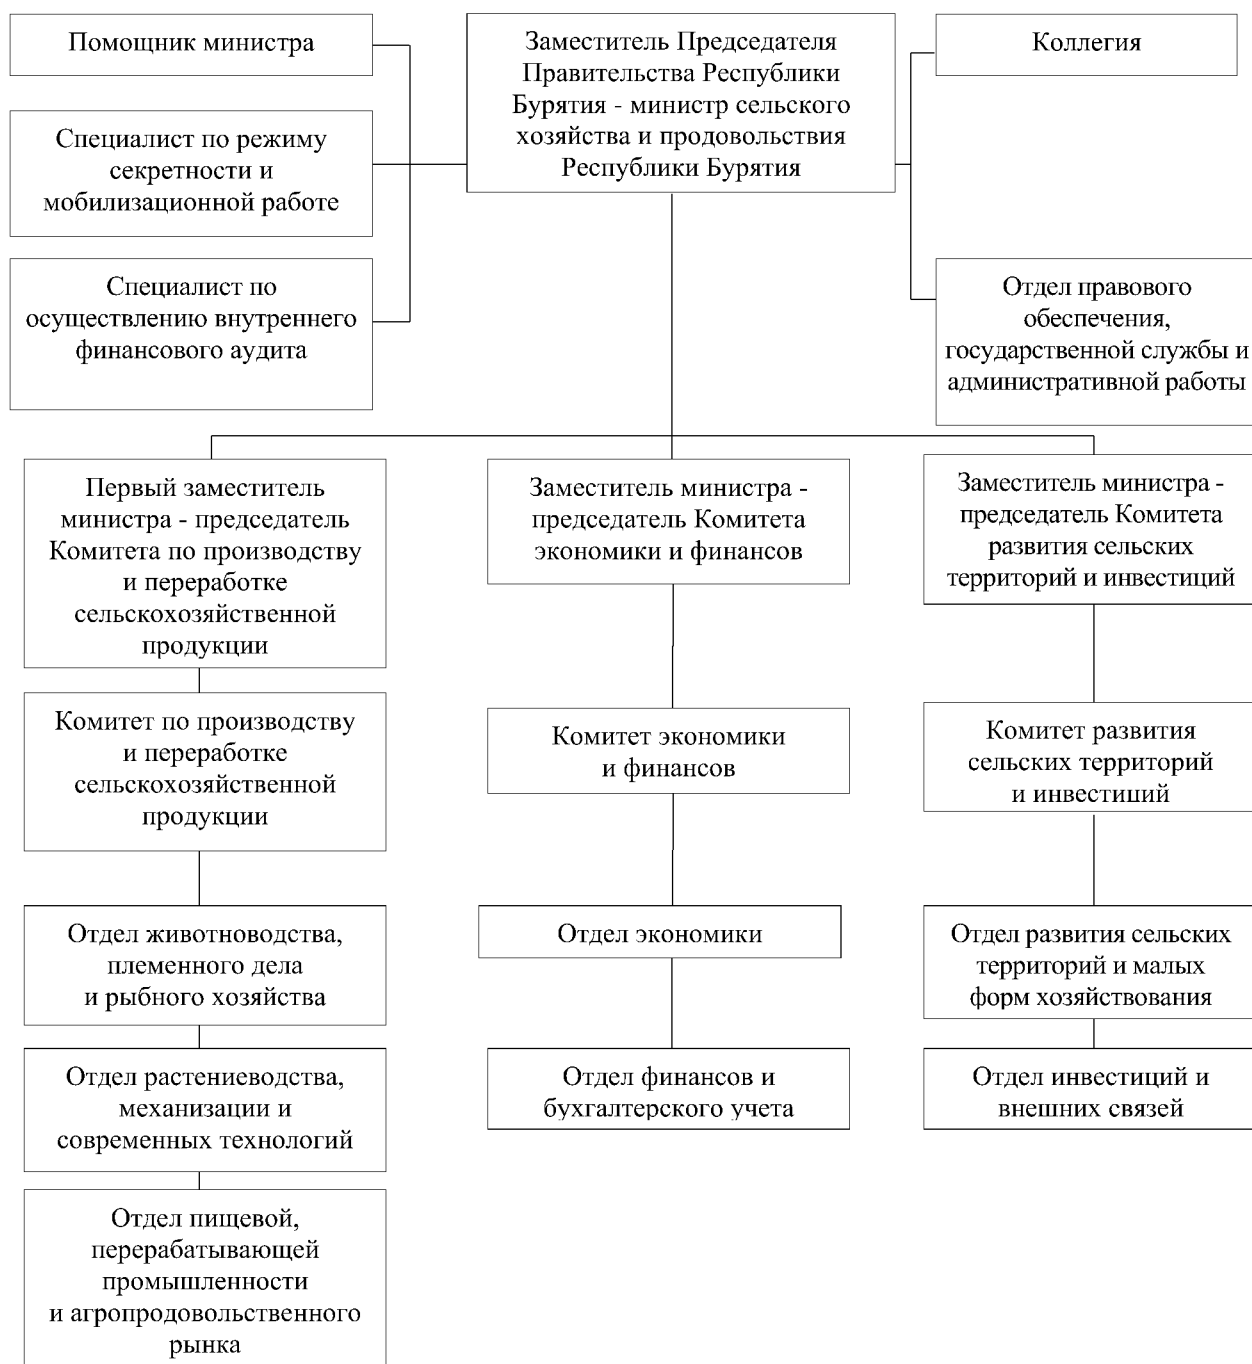 Помощник министра
Заместитель Председателя
Правительства Республики
Бурятия - министр сельского
хозяйства и продовольствия
Республики Бурятия
Коллегия
Специалист по режиму
секретности и
мобилизационной работе
Специалист по
осуществлению внутреннего
финансового аудита
Отдел правового
обеспечения,
государственной службы и
административной работы
Первый заместитель
министра - председатель
Комитета по производству
и переработке
сельскохозяйственной
продукции
Заместитель министра -
председатель Комитета
экономики и финансов
Заместитель министра -
председатель Комитета
развития сельских
территорий и инвестиций
Комитет по производству
и переработке
сельскохозяйственной
продукции
Комитет экономики
и финансов
Комитет развития
сельских территорий
и инвестиций
Отдел животноводства,
племенного дела
и рыбного хозяйства
Отдел экономики
Отдел развития сельских
территорий и малых
форм хозяйствования
Отдел растениеводства,
механизации и
современных технологий
Отдел финансов и
бухгалтерского учета
Отдел инвестиций и
внешних связей
Отдел пищевой,
перерабатывающей
промышленности
и агропродовольственного
рынка